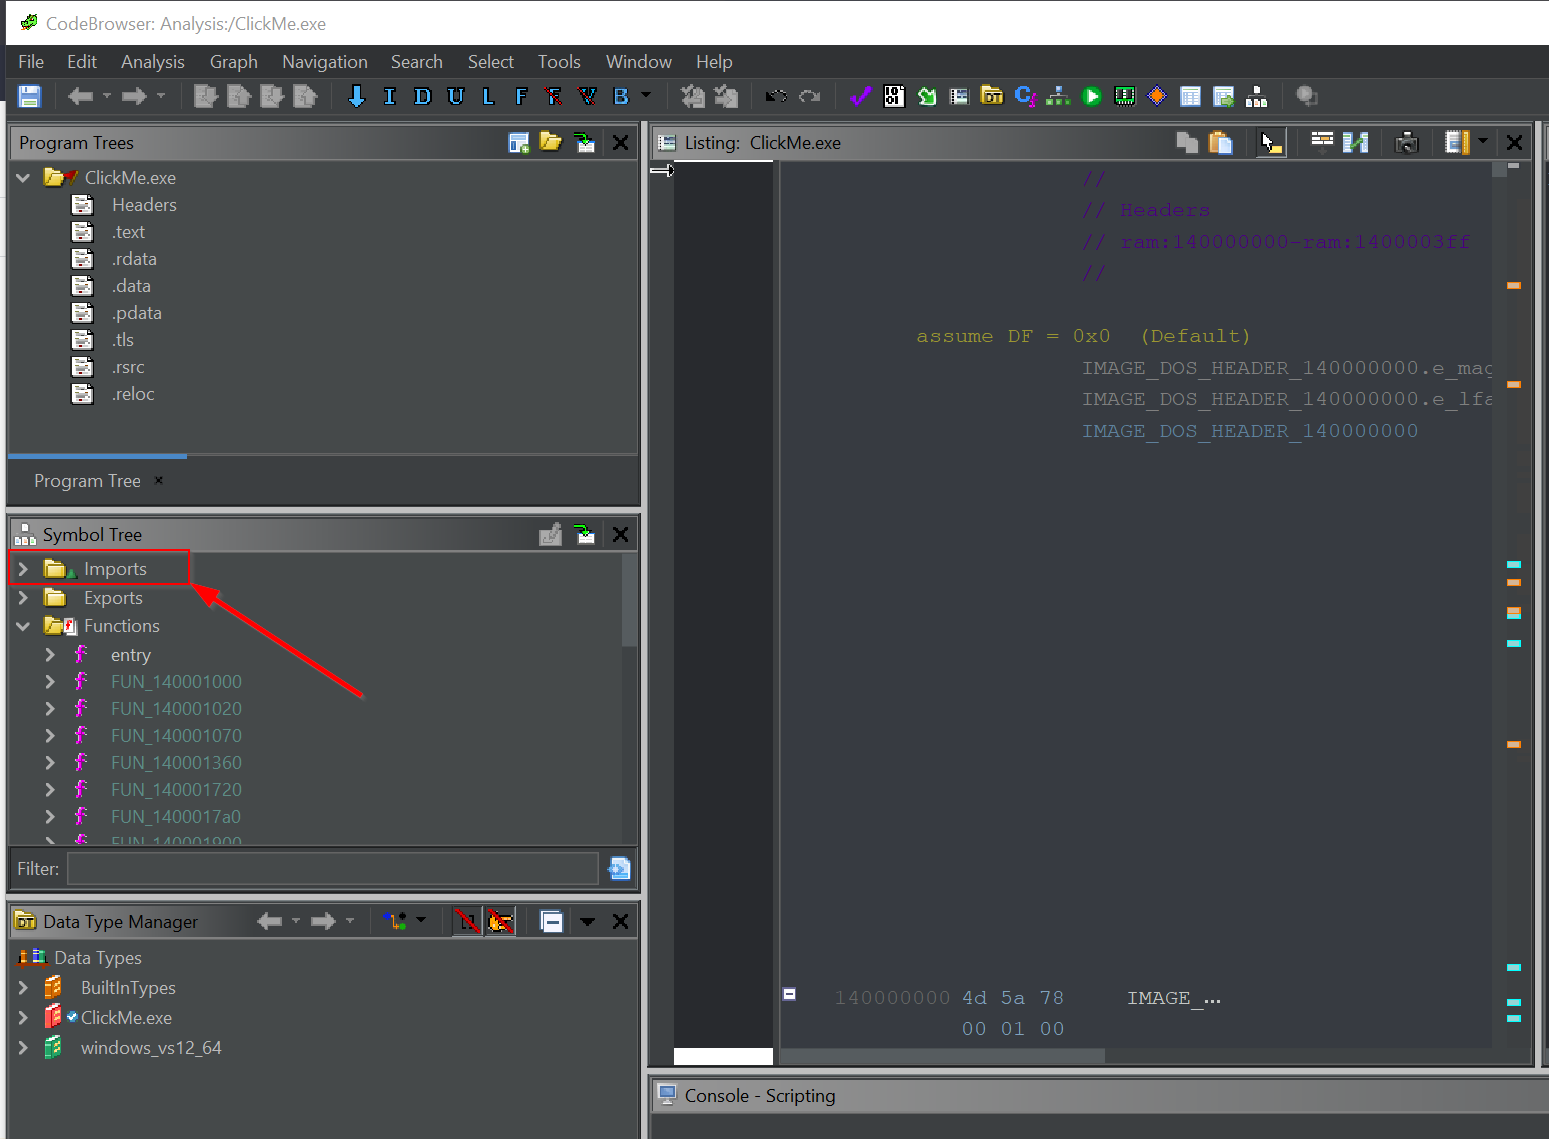 CodeBrowser: Analysis:/ClickMe.exe
File Edit Analysis Graph Navigation Search Select Tools Window Help
I D U L F F V B
Program Trees
ClickMe.exe
Headers
.text
.rdata
.data
.pdata
.tls
.rsrc
.reloc
Program Tree
Symbol Tree
Imports
Exports
Functions
entry
FUN_140001000
FUN_140001020
FUN_140001070
FUN_140001360
FUN_140001720
FUN_1400017a0
FUN_140001900
Filter:
Data Type Manager
Data Types
BuiltInTypes
ClickMe.exe
windows_vs12_64
Listing: ClickMe.exe
//
// Headers
// ram:140000000-ram:1400003ff
//
assume DF = 0x0 (Default)
IMAGE_DOS_HEADER_140000000.e_mag
IMAGE_DOS_HEADER_140000000.e_lfa
IMAGE_DOS_HEADER_140000000
140000000 4d 5a 78 IMAGE_...
00 01 00
Console - Scripting